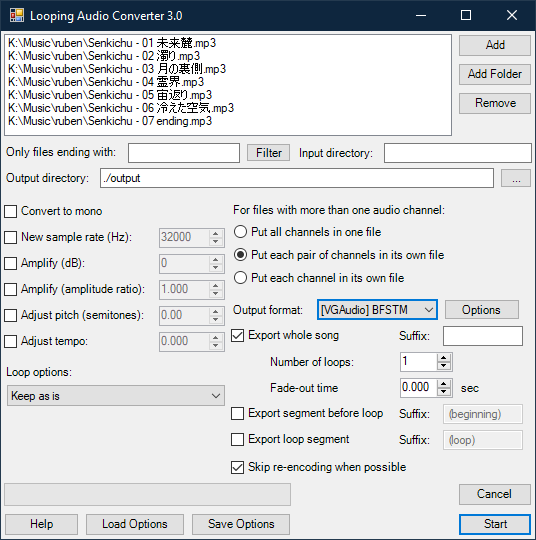 Looping Audio Converter 3.0
K:\Music\ruben\Senkichu - 01 未来麓.mp3
K:\Music\ruben\Senkichu - 02 濁り.mp3
K:\Music\ruben\Senkichu - 03 月の裏側.mp3
K:\Music\ruben\Senkichu - 04 霊界.mp3
K:\Music\ruben\Senkichu - 05 宙返り.mp3
K:\Music\ruben\Senkichu - 06 冷えた空気.mp3
K:\Music\ruben\Senkichu - 07 ending.mp3
Add
Add Folder
Remove
Only files ending with:
Filter
Input directory:
Output directory:
./output
...
Convert to mono
New sample rate (Hz):
32000
Amplify (dB):
0
Amplify (amplitude ratio):
1.000
Adjust pitch (semitones):
0.00
Adjust tempo:
0.000
Loop options:
Keep as is
For files with more than one audio channel:
Put all channels in one file
Put each pair of channels in its own file
Put each channel in its own file
Output format:
[VGAudio] BFSTM
Options
Export whole song
Suffix:
Number of loops:
1
Fade-out time
0.000
sec
Export segment before loop
Suffix:
(beginning)
Export loop segment
Suffix:
(loop)
Skip re-encoding when possible
Cancel
Help
Load Options
Save Options
Start